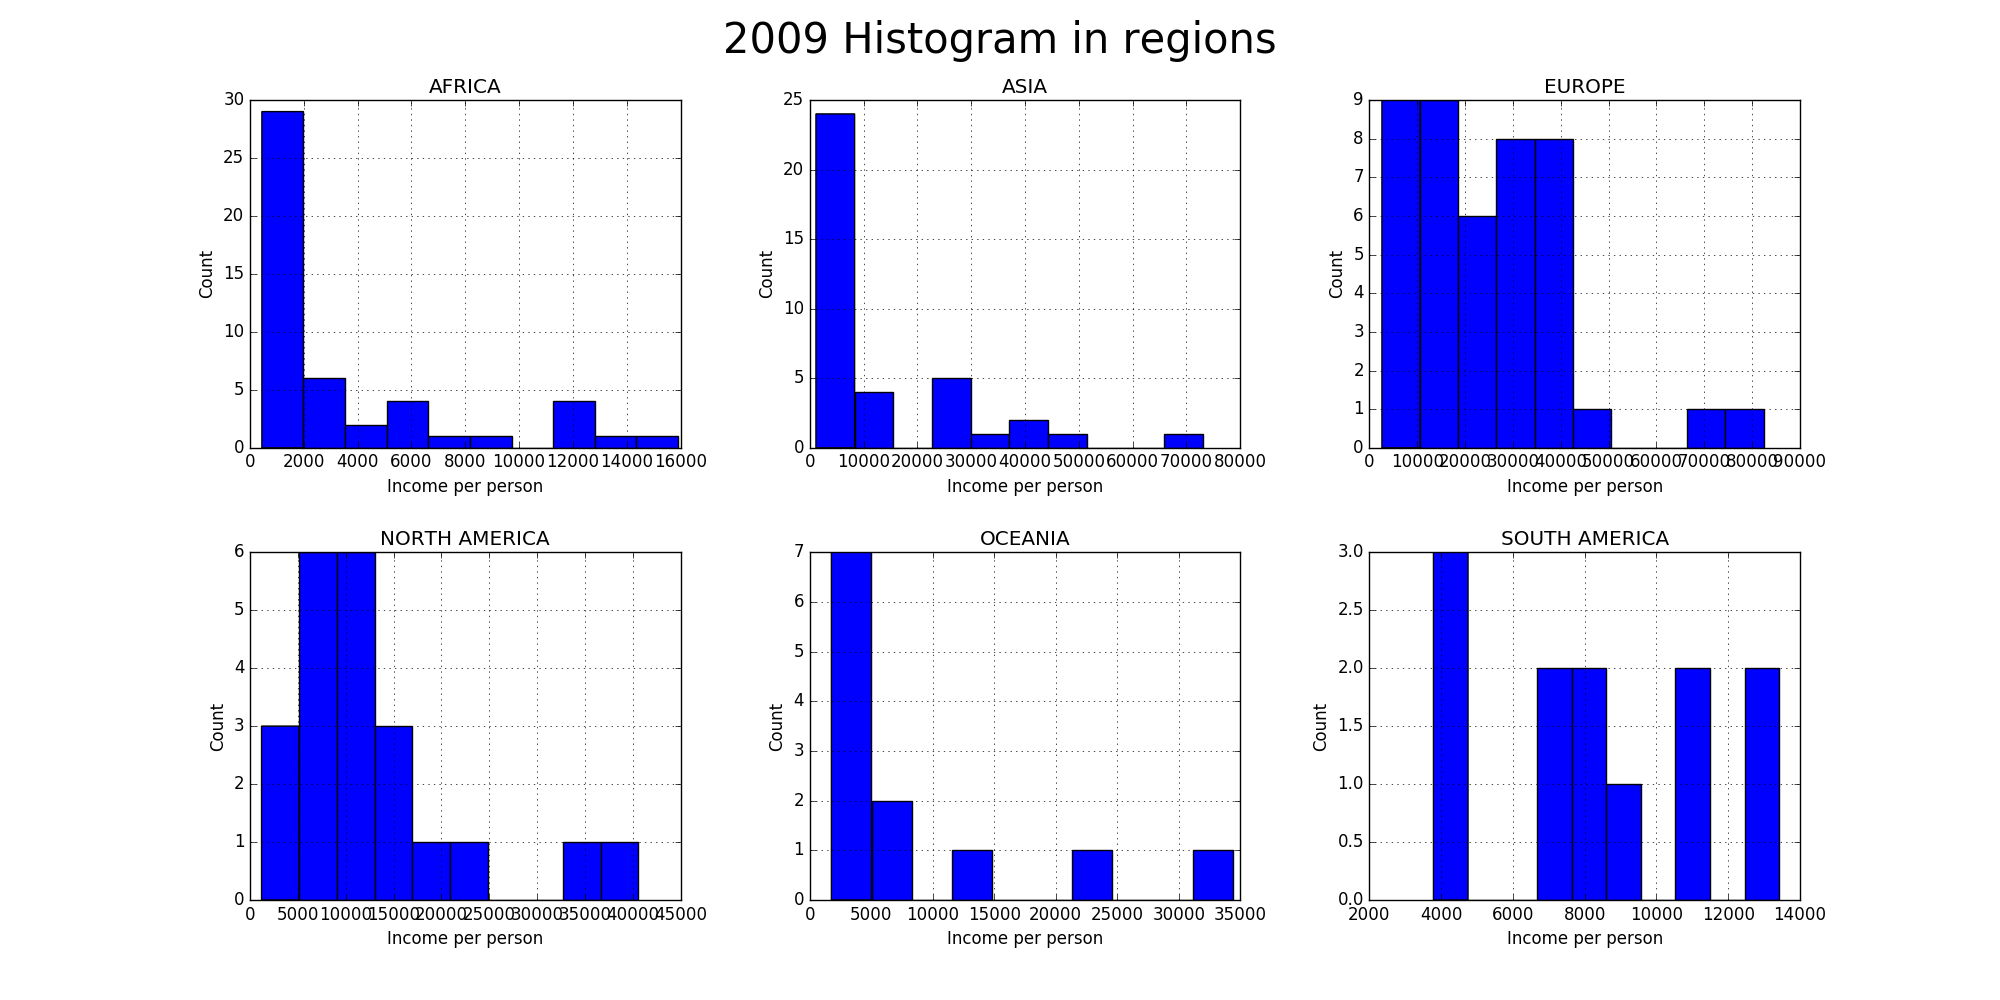 2009 Histogram in regions
AFRICA
30
25
20
15
10
5
0
Count
0 2000 4000 6000 8000 10000 12000 14000 16000
Income per person
ASIA
25
20
15
10
5
0
Count
0 10000 20000 30000 40000 50000 60000 70000 80000
Income per person
EUROPE
9
8
7
6
5
4
3
2
1
0
Count
0 10000 20000 30000 40000 50000 60000 70000 80000 90000
Income per person
NORTH AMERICA
6
5
4
3
2
1
0
Count
0 5000 10000 15000 20000 25000 30000 35000 40000 45000
Income per person
OCEANIA
7
6
5
4
3
2
1
0
Count
0 5000 10000 15000 20000 25000 30000 35000
Income per person
SOUTH AMERICA
3.0
2.5
2.0
1.5
1.0
0.5
0.0
Count
2000 4000 6000 8000 10000 12000 14000
Income per person